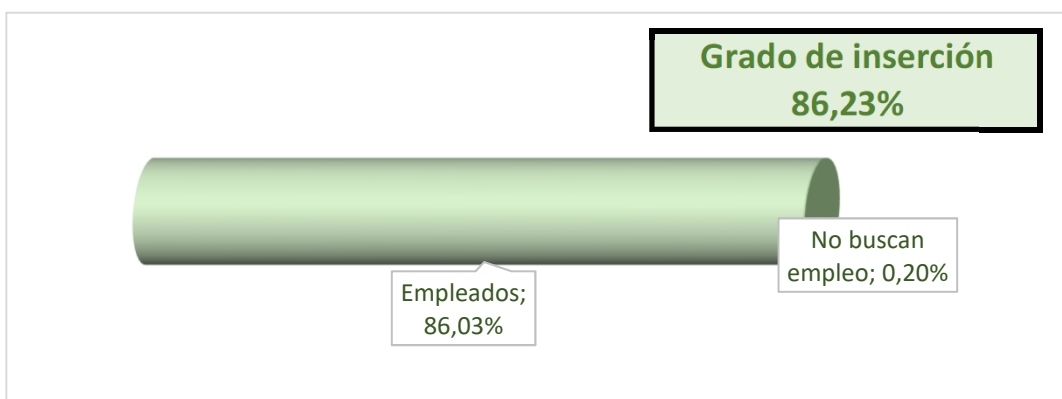 Grado de inserción
86,23%
No buscan
empleo; 0,20%
Empleados;
86,03%